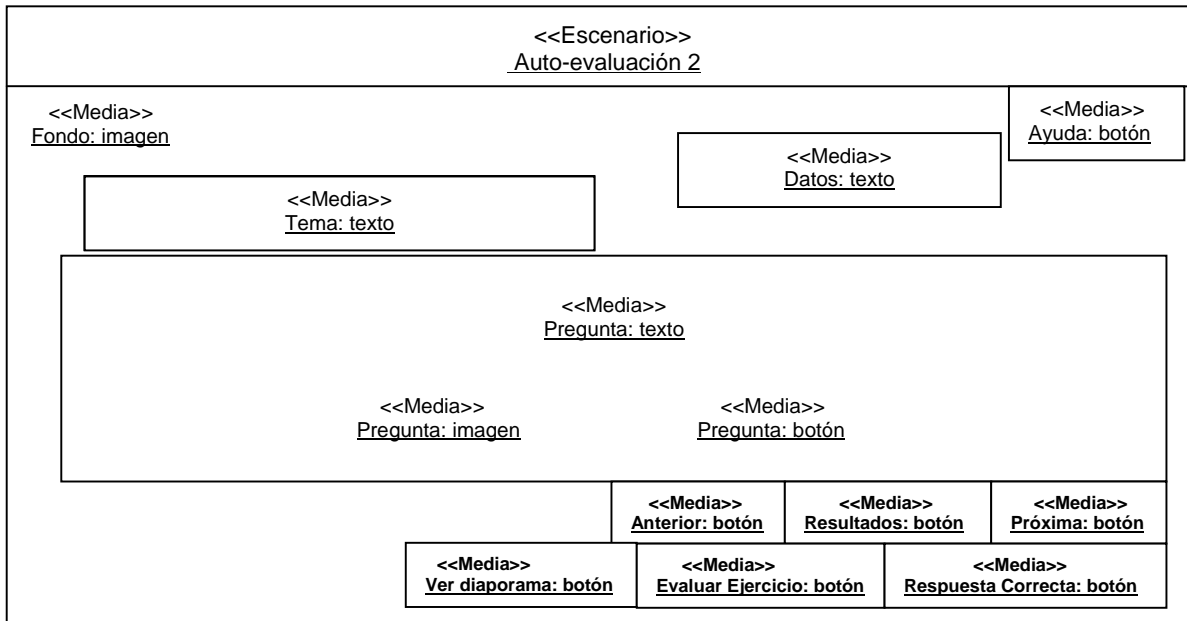 <<Escenario>>
Auto-evaluación 2
<<Media>>
Fondo: imagen
<<Media>>
Ayuda: botón
<<Media>>
Datos: texto
<<Media>>
Tema: texto
<<Media>>
Pregunta: texto
<<Media>>
Pregunta: imagen
<<Media>>
Pregunta: botón
<<Media>>
Anterior: botón
<<Media>>
Resultados: botón
<<Media>>
Próxima: botón
<<Media>>
Ver diaporama: botón
<<Media>>
Evaluar Ejercicio: botón
<<Media>>
Respuesta Correcta: botón